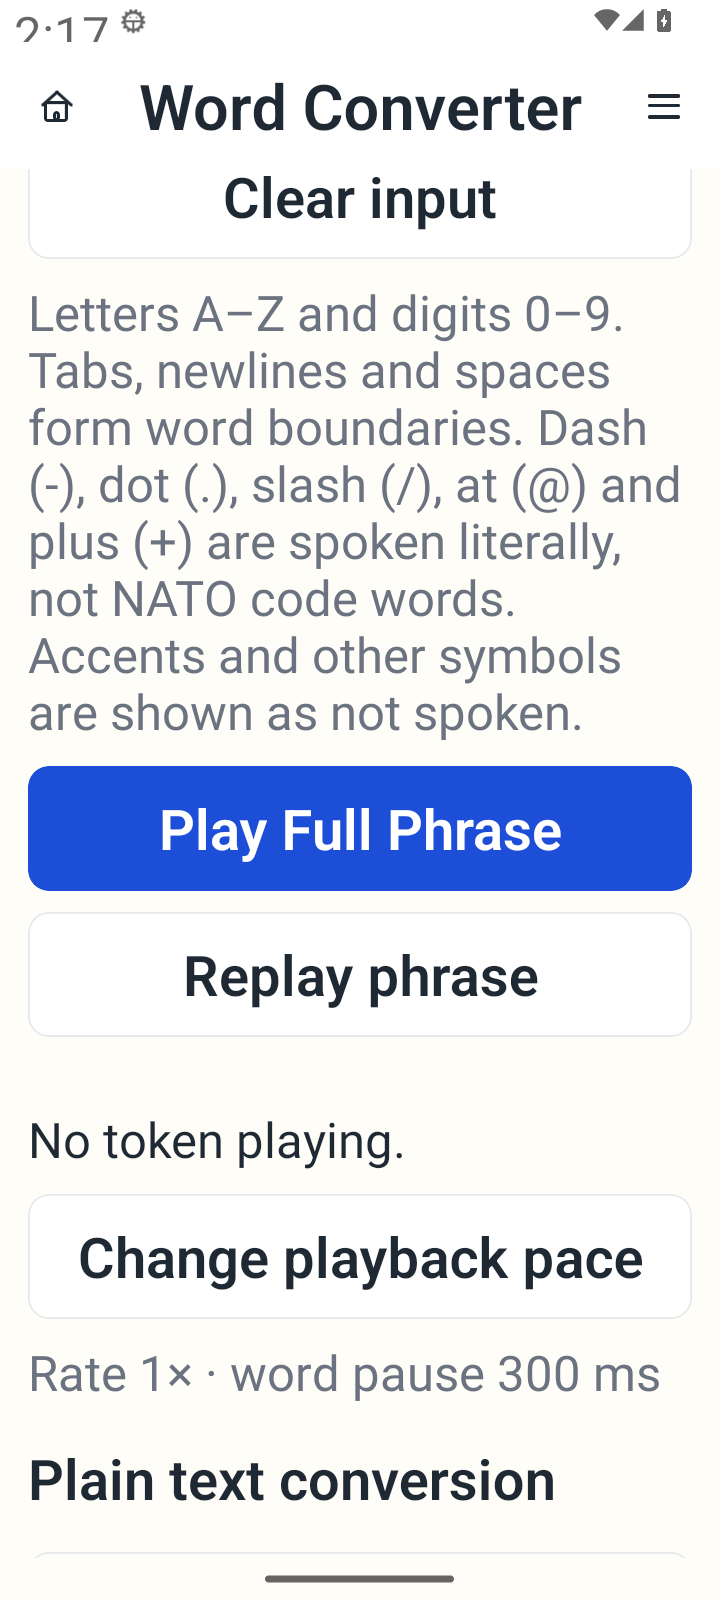 2:17
Word Converter
Clear input
Letters A–Z and digits 0–9.
Tabs, newlines and spaces
form word boundaries. Dash
(-), dot (.), slash (/), at (@) and
plus (+) are spoken literally,
not NATO code words.
Accents and other symbols
are shown as not spoken.
Play Full Phrase
Replay phrase
No token playing.
Change playback pace
Rate 1× · word pause 300 ms
Plain text conversion